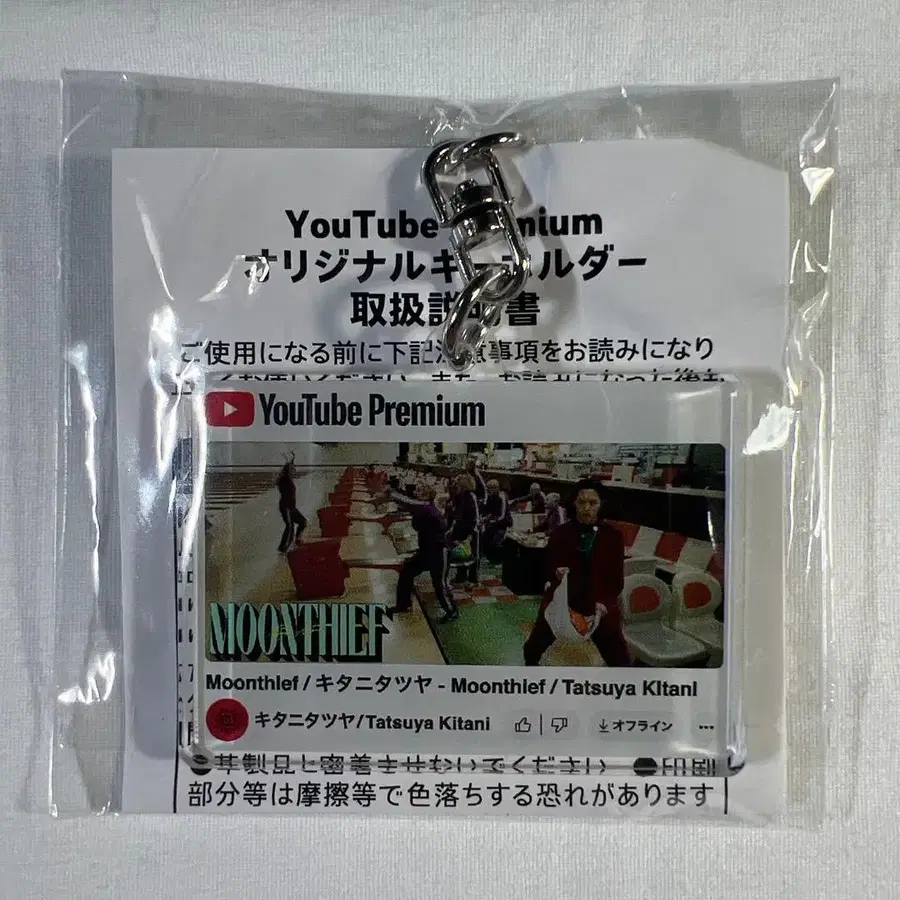 YouTube Premium
オリジナルキーホルダー
取扱説明書
ご使用になる前に下記注意事項をお読みになり
YouTube Premium
MOONTHIEF
Moonthief / キタニタツヤ - Moonthief / Tatsuya Kitani
キタニタツヤ/Tatsuya Kitani
オフライン
●革製品と密着させないでください ●印刷
部分等は摩擦等で色落ちする恐れがあります